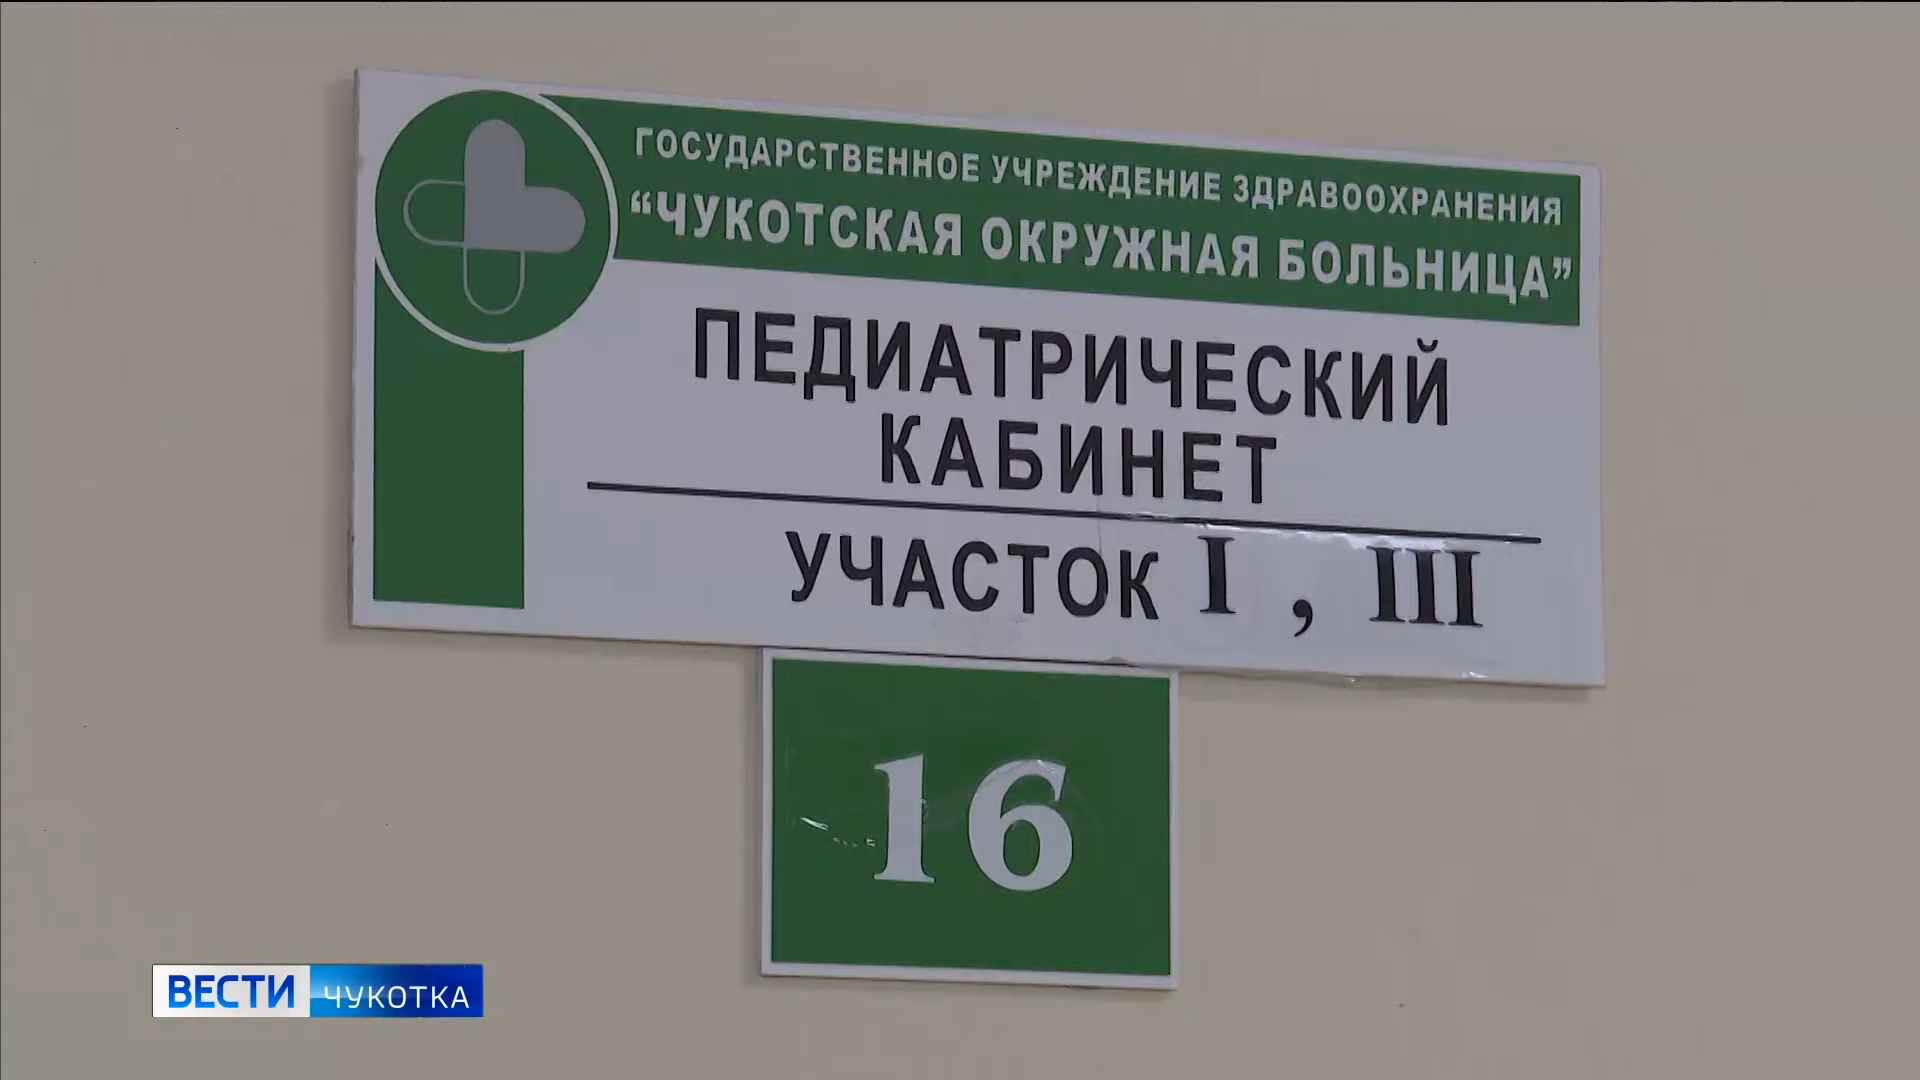 ГОСУДАРСТВЕННОЕ УЧРЕЖДЕНИЕ ЗДРАВООХРАНЕНИЯ
“ЧУКОТСКАЯ ОКРУЖНАЯ БОЛЬНИЦА”
ПЕДИАТРИЧЕСКИЙ
КАБИНЕТ
УЧАСТОК I , III
16
ВЕСТИ ЧУКОТКА